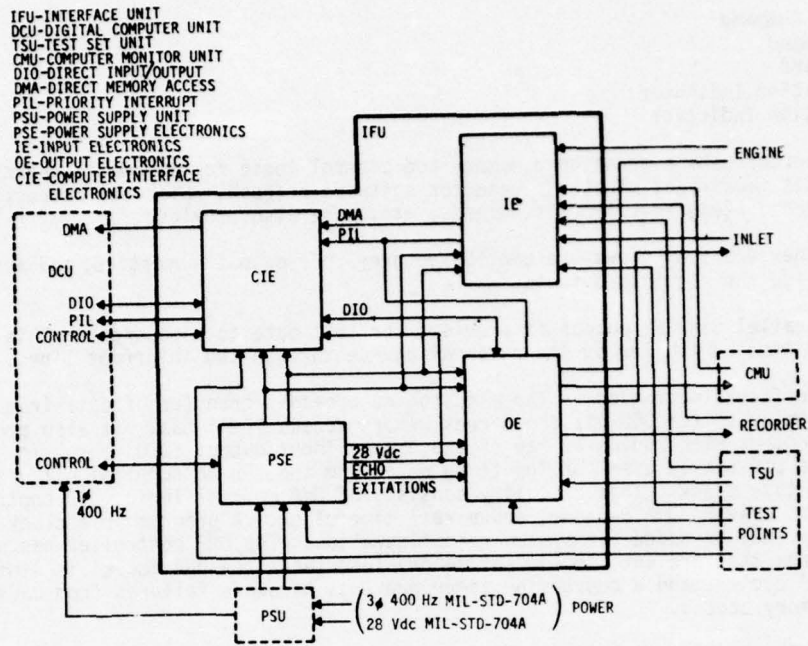 IFU-INTERFACE UNIT
DCU-DIGITAL COMPUTER UNIT
TSU-TEST SET UNIT
CMU-COMPUTER MONITOR UNIT
DIO-DIRECT INPUT/OUTPUT
DMA-DIRECT MEMORY ACCESS
PIL-PRIORITY INTERRUPT
PSU-POWER SUPPLY UNIT
PSE-POWER SUPPLY ELECTRONICS
IE-INPUT ELECTRONICS
OE-OUTPUT ELECTRONICS
CIE-COMPUTER INTERFACE
ELECTRONICS
IFU
ENGINE
DMA
DMA
PIL
IE
INLET
DCU
CIE
DIO
PIL
CONTROL
DIO
CMU
OE
RECORDER
PSE
28 Vdc
ECHO
EXITATIONS
CONTROL
1ϕ
400 Hz
TSU
TEST
POINTS
PSU
3ϕ 400 Hz MIL-STD-704A
28 Vdc MIL-STD-704A
POWER